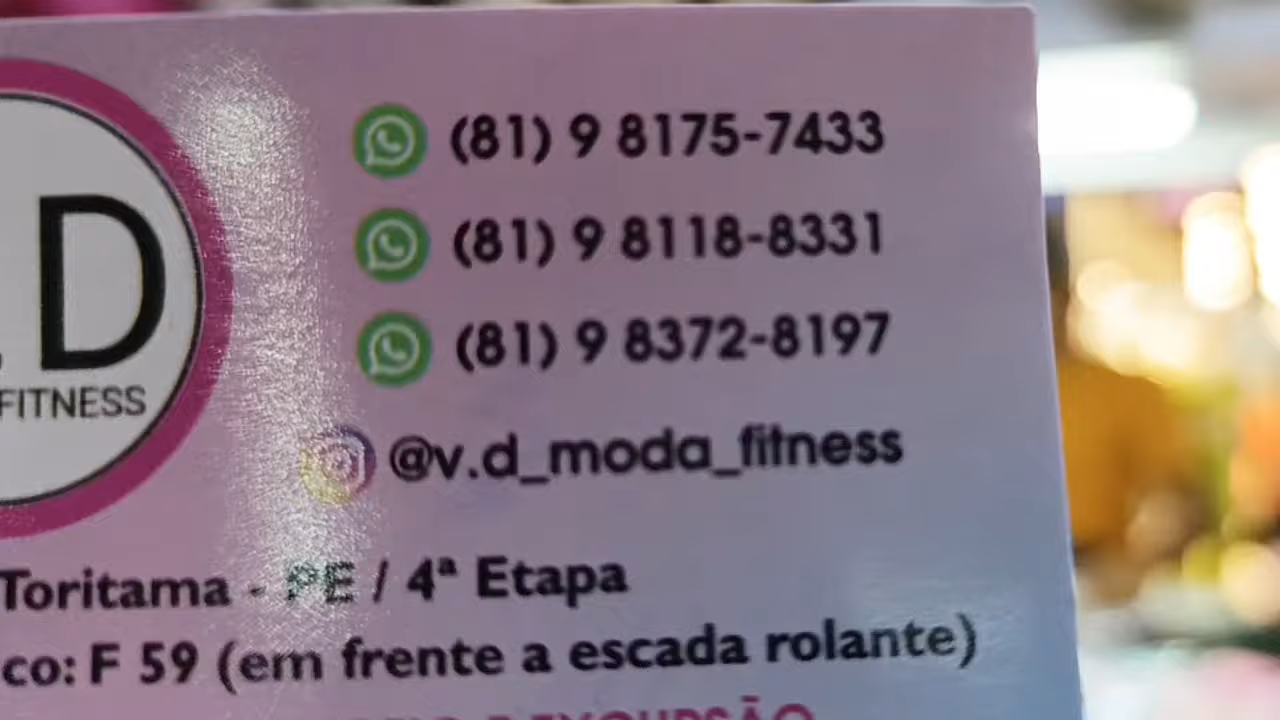 (81) 9 8175-7433
(81) 9 8118-8331
(81) 9 8372-8197
@v.d_moda_fitness
D
FITNESS
Toritama - PE / 4ª Etapa
co: F 59 (em frente a escada rolante)